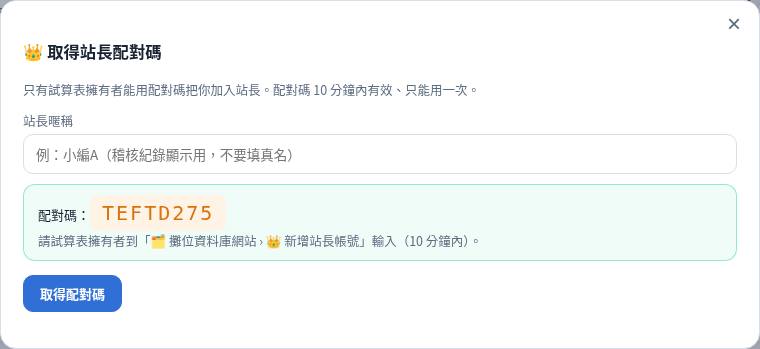 ×
👑 取得站長配對碼
只有試算表擁有者能用配對碼把你加入站長。配對碼 10 分鐘內有效、只能用一次。
站長暱稱
例：小編A（稽核紀錄顯示用，不要填真名）
配對碼： TEFTD275
請試算表擁有者到「🗂️ 攤位資料庫網站 › 👑 新增站長帳號」輸入（10 分鐘內）。
取得配對碼